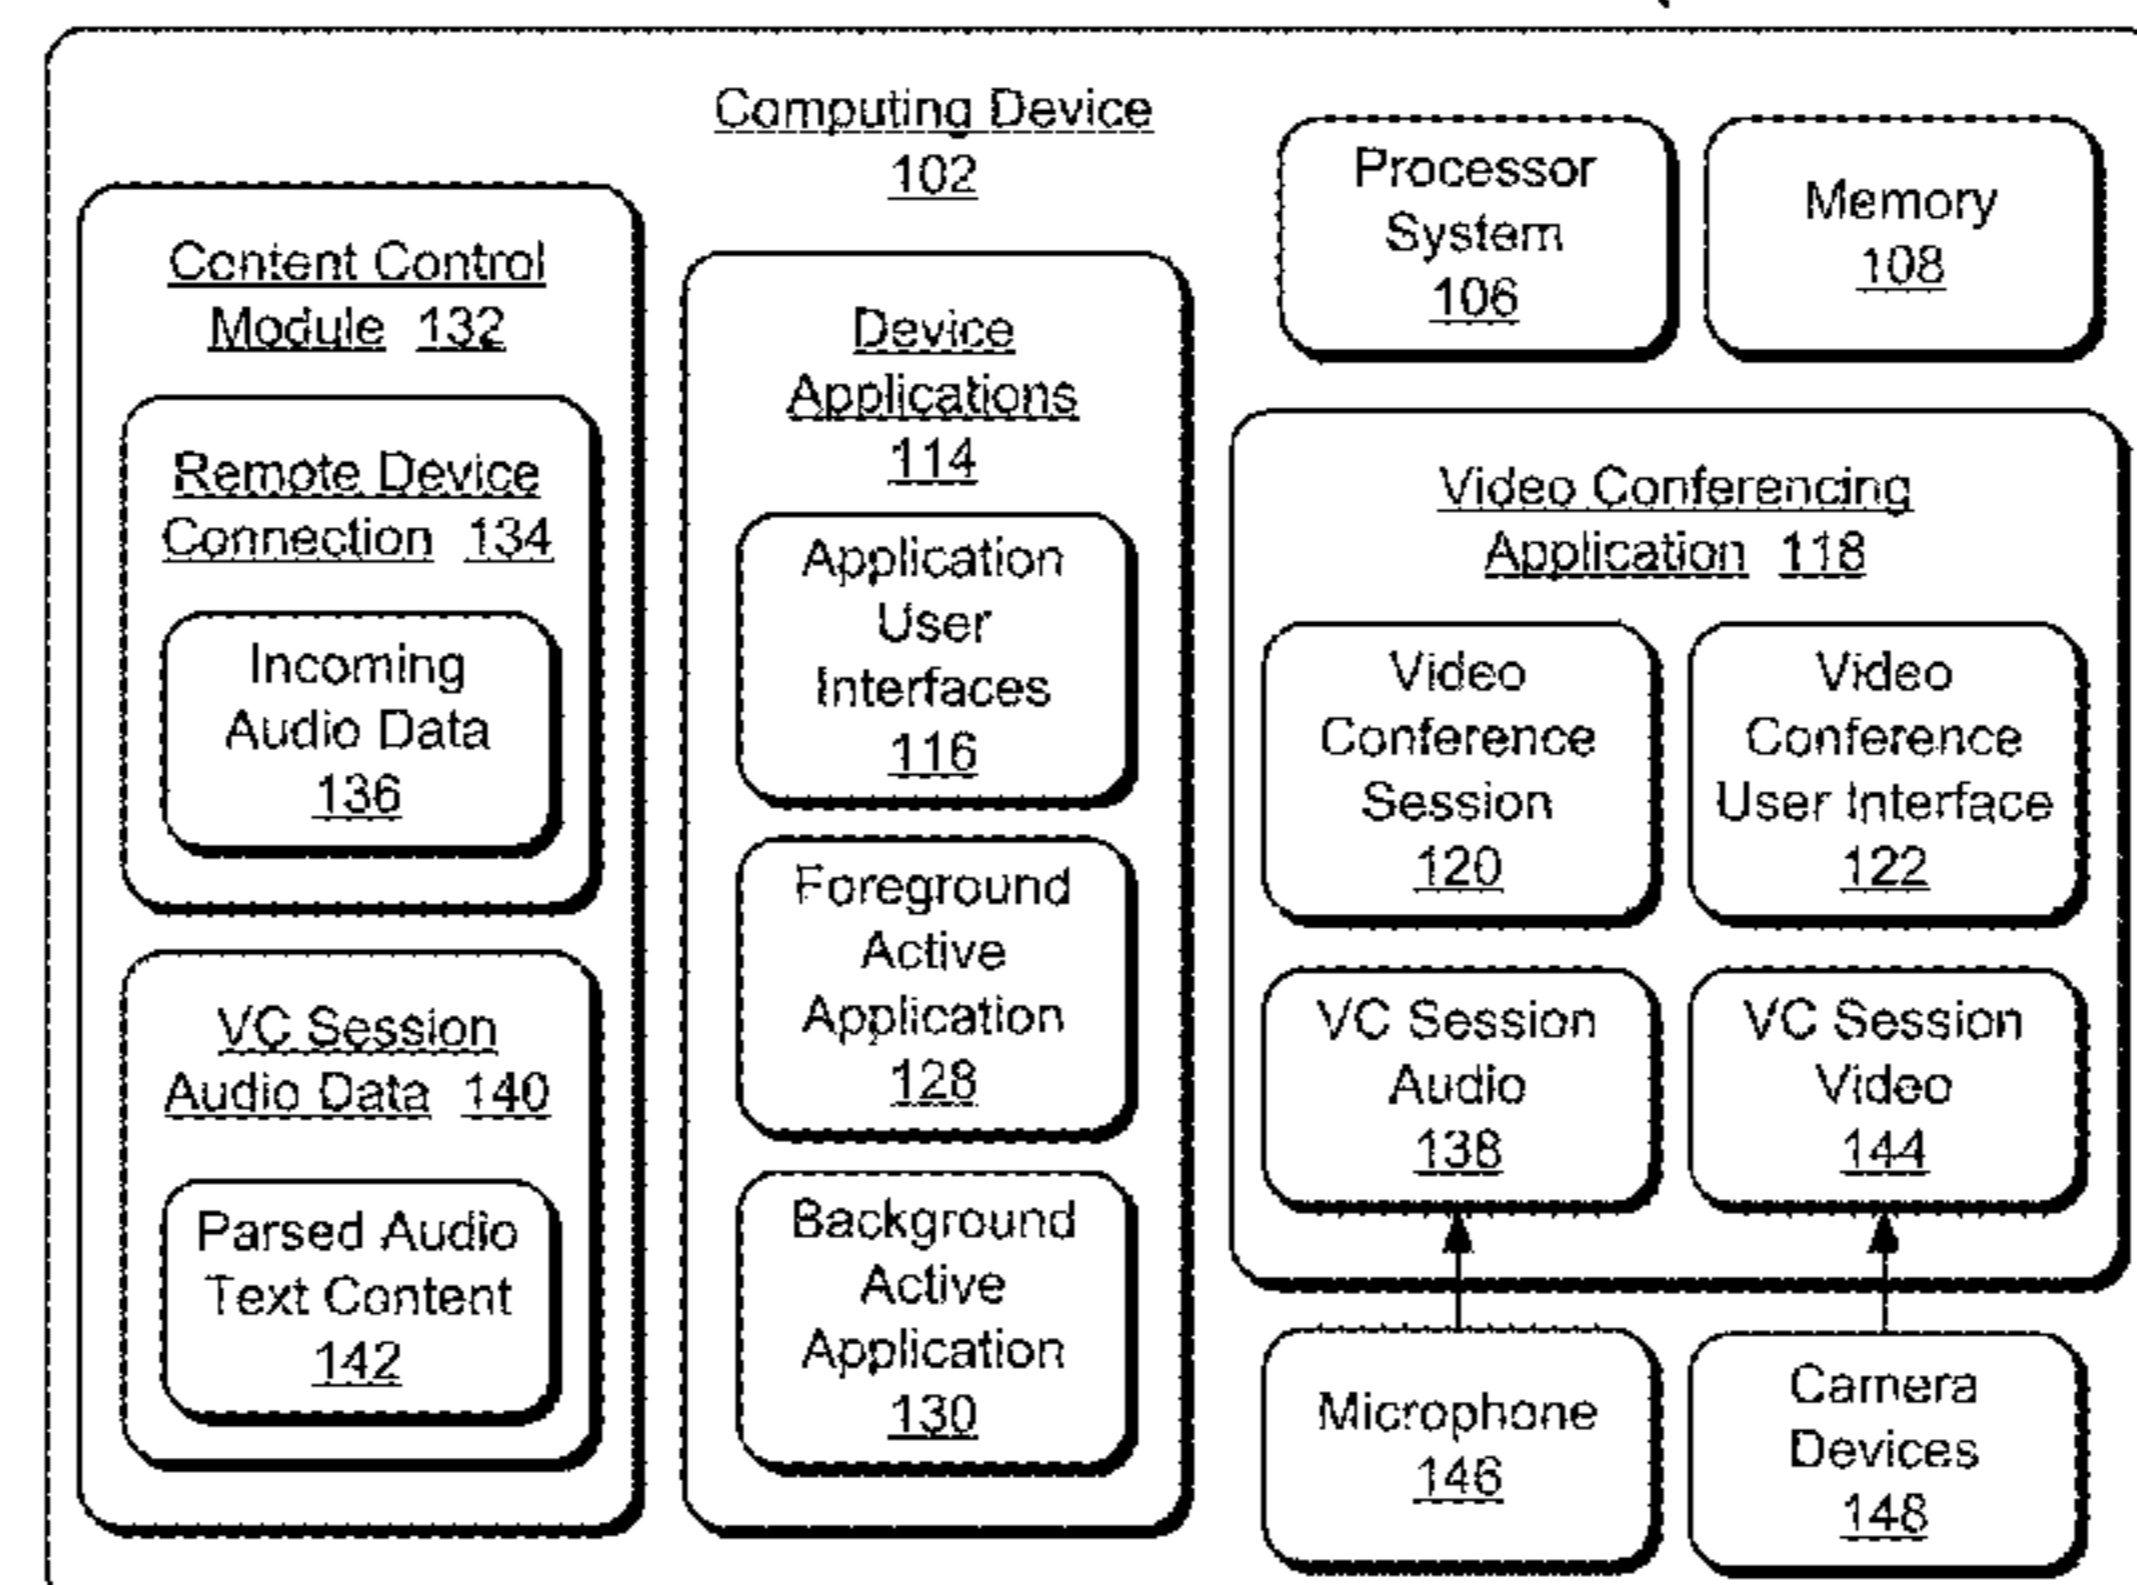 Computing Device
102
Content Control
Module 132
Remote Device
Connection 134
Incoming
Audio Data
136
VC Session
Audio Data 140
Parsed Audio
Text Content
142
Device
Applications
114
Application
User
Interfaces
116
Foreground
Active
Application
128
Background
Active
Application
130
Processor
System
106
Memory
108
Video Conferencing
Application 118
Video
Conference
Session
120
Video
Conference
User Interface
122
VC Session
Audio
138
VC Session
Video
144
Microphone
146
Camera
Devices
148